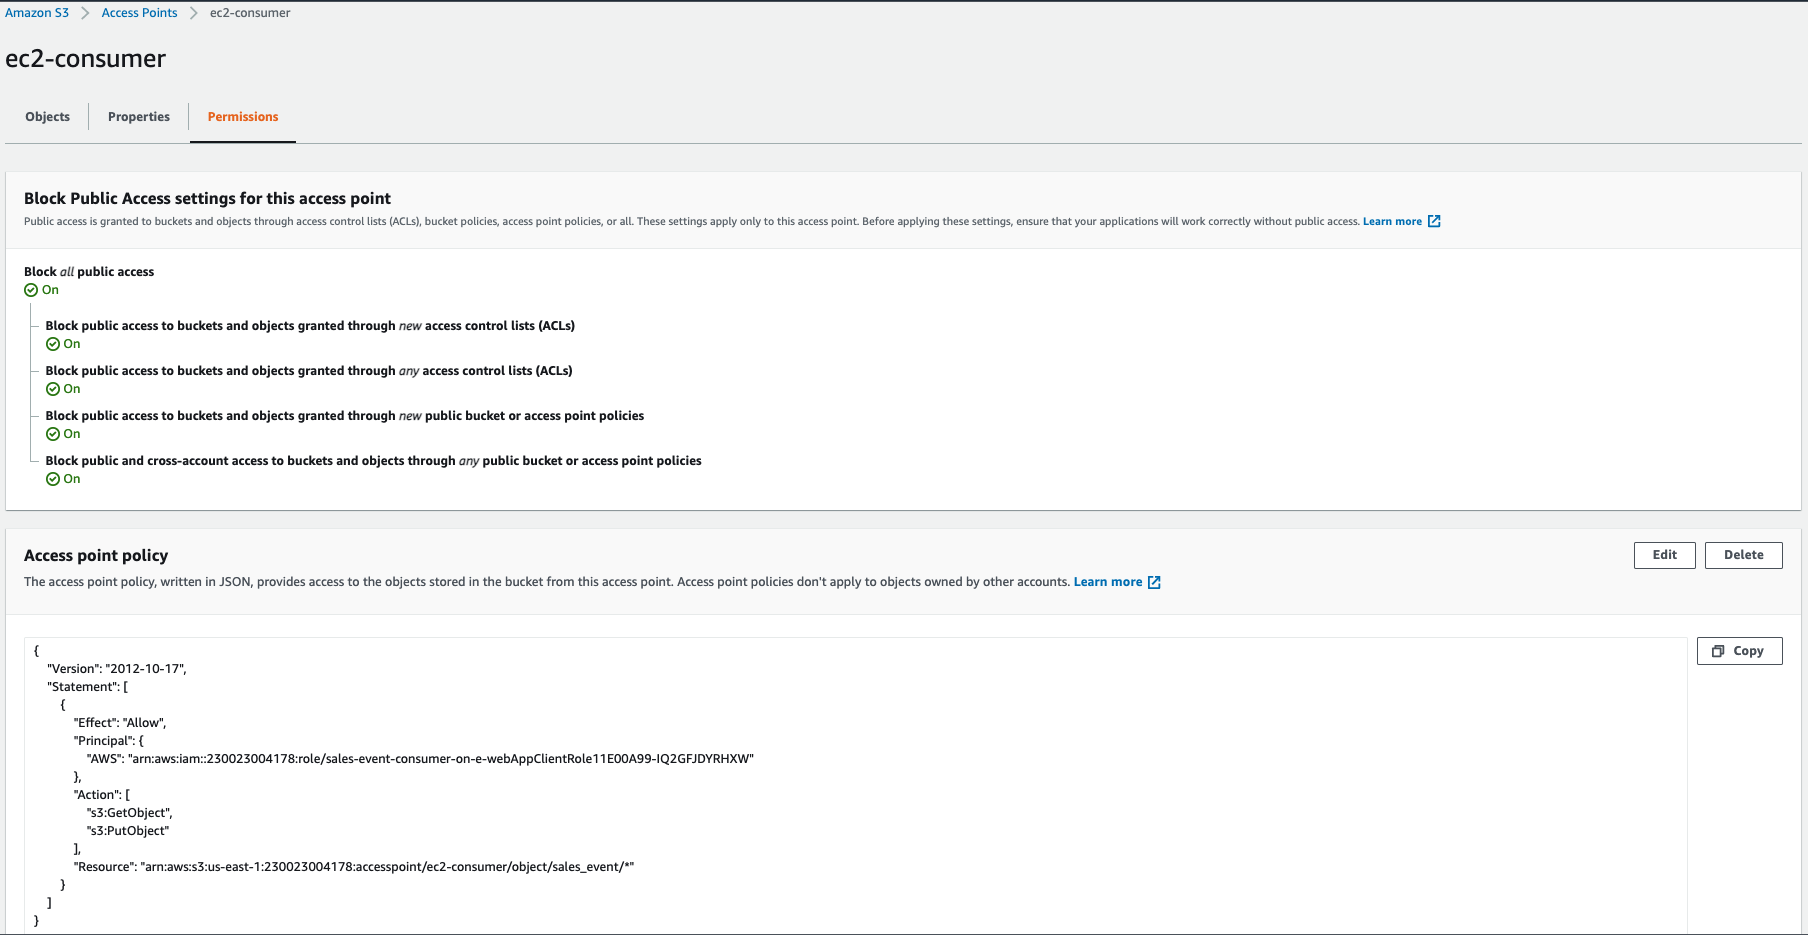 Amazon S3 > Access Points > ec2-consumer
ec2-consumer
Objects Properties Permissions
Block Public Access settings for this access point
Public access is granted to buckets and objects through access control lists (ACLs), bucket policies, access point policies, or all. These settings apply only to this access point. Before applying these settings, ensure that your applications will work correctly without public access. Learn more
Block all public access
On
Block public access to buckets and objects granted through new access control lists (ACLs)
On
Block public access to buckets and objects granted through any access control lists (ACLs)
On
Block public access to buckets and objects granted through new public bucket or access point policies
On
Block public and cross-account access to buckets and objects through any public bucket or access point policies
On
Access point policy
Edit Delete
The access point policy, written in JSON, provides access to the objects stored in the bucket from this access point. Access point policies don't apply to objects owned by other accounts. Learn more
Copy
{
"Version": "2012-10-17",
"Statement": [
{
"Effect": "Allow",
"Principal": {
"AWS": "arn:aws:iam::230023004178:role/sales-event-consumer-on-e-webAppClientRole11E00A99-IQ2GFJDYRHXW"
},
"Action": [
"s3:GetObject",
"s3:PutObject"
],
"Resource": "arn:aws:s3:us-east-1:230023004178:accesspoint/ec2-consumer/object/sales_event/*"
}
]
}